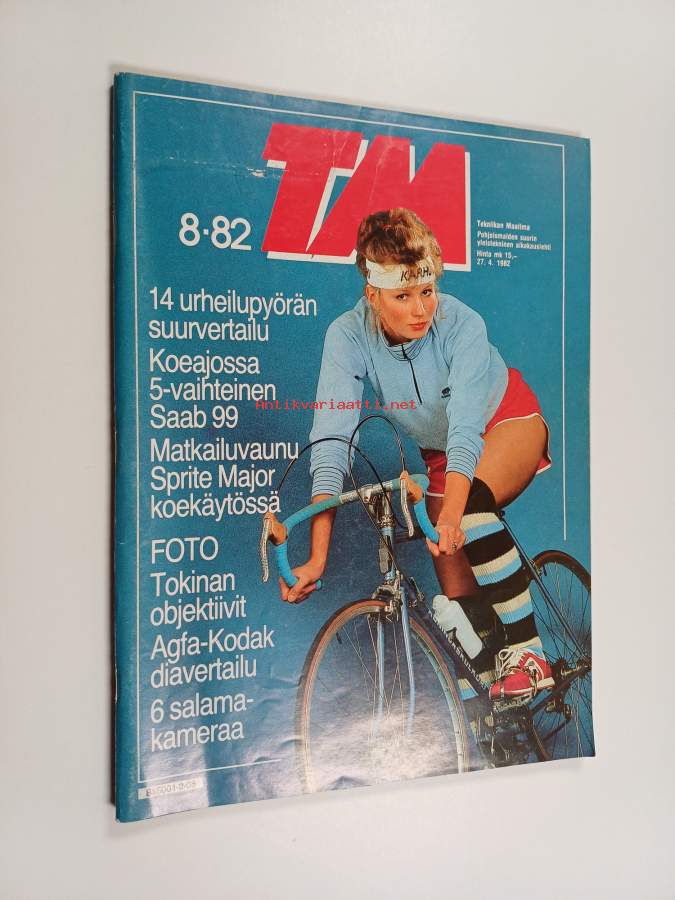 TM
8·82
Tekniikan Maailma
Pohjoismaiden suurin
yleistekninen aikakauslehti
Hinta mk 15,–
27. 4. 1982
KARH
14 urheilupyörän
suurvertailu
Koeajossa
5-vaihteinen
Saab 99
Antikvariaatti.net
Matkailuvaunu
Sprite Major
koekäytössä
FOTO
Tokinan
objektiivit
Agfa-Kodak
diavertailu
6 salama-
kameraa